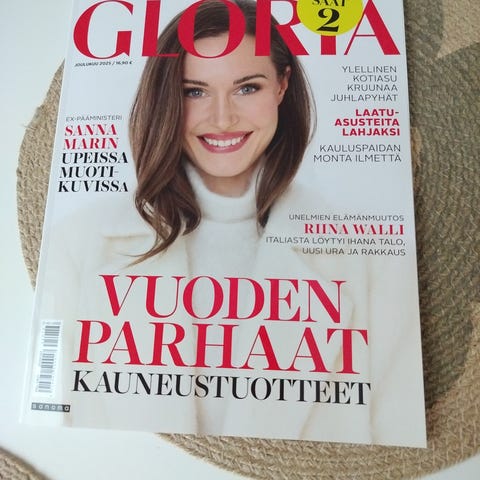 GLORIA
SAAT
2
JOULUKUU 2025 / 16,90 €
YLELLINEN
KOTIASU
KRUUNAA
JUHLAPYHÄT
LAATU-
ASUSTEITA
LAHJAKSI
KAULUSPAIDAN
MONTA ILMETTÄ
EX-PÄÄMINISTERI
SANNA
MARIN
UPEISSA
MUOTI-
KUVISSA
UNELMIEN ELÄMÄNMUUTOS
RIINA WALLI
ITALIASTA LÖYTYI IHANA TALO,
UUSI URA JA RAKKAUS
VUODEN
PARHAAT
KAUNEUSTUOTTEET
sanoma